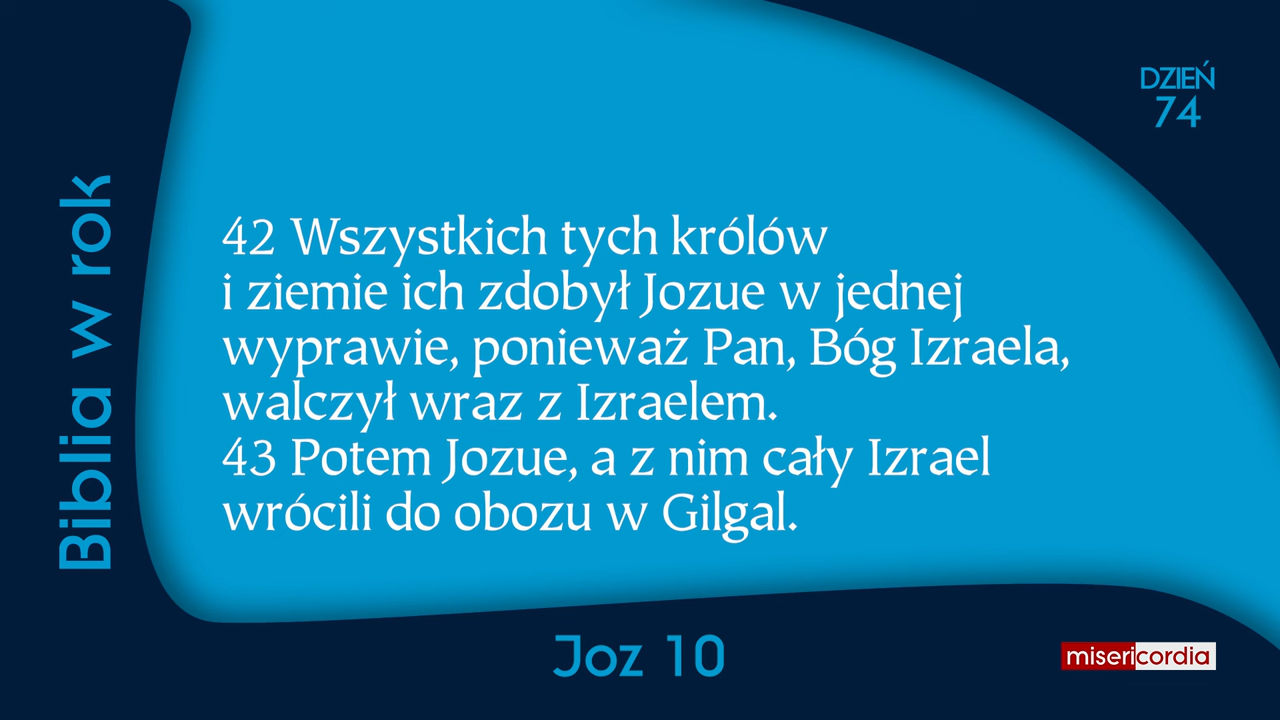 DZIEŃ
74
Biblia w rok
42 Wszystkich tych królów
i ziemie ich zdobył Jozue w jednej
wyprawie, ponieważ Pan, Bóg Izraela,
walczył wraz z Izraelem.
43 Potem Jozue, a z nim cały Izrael
wrócili do obozu w Gilgal.
Joz 10
misericordia